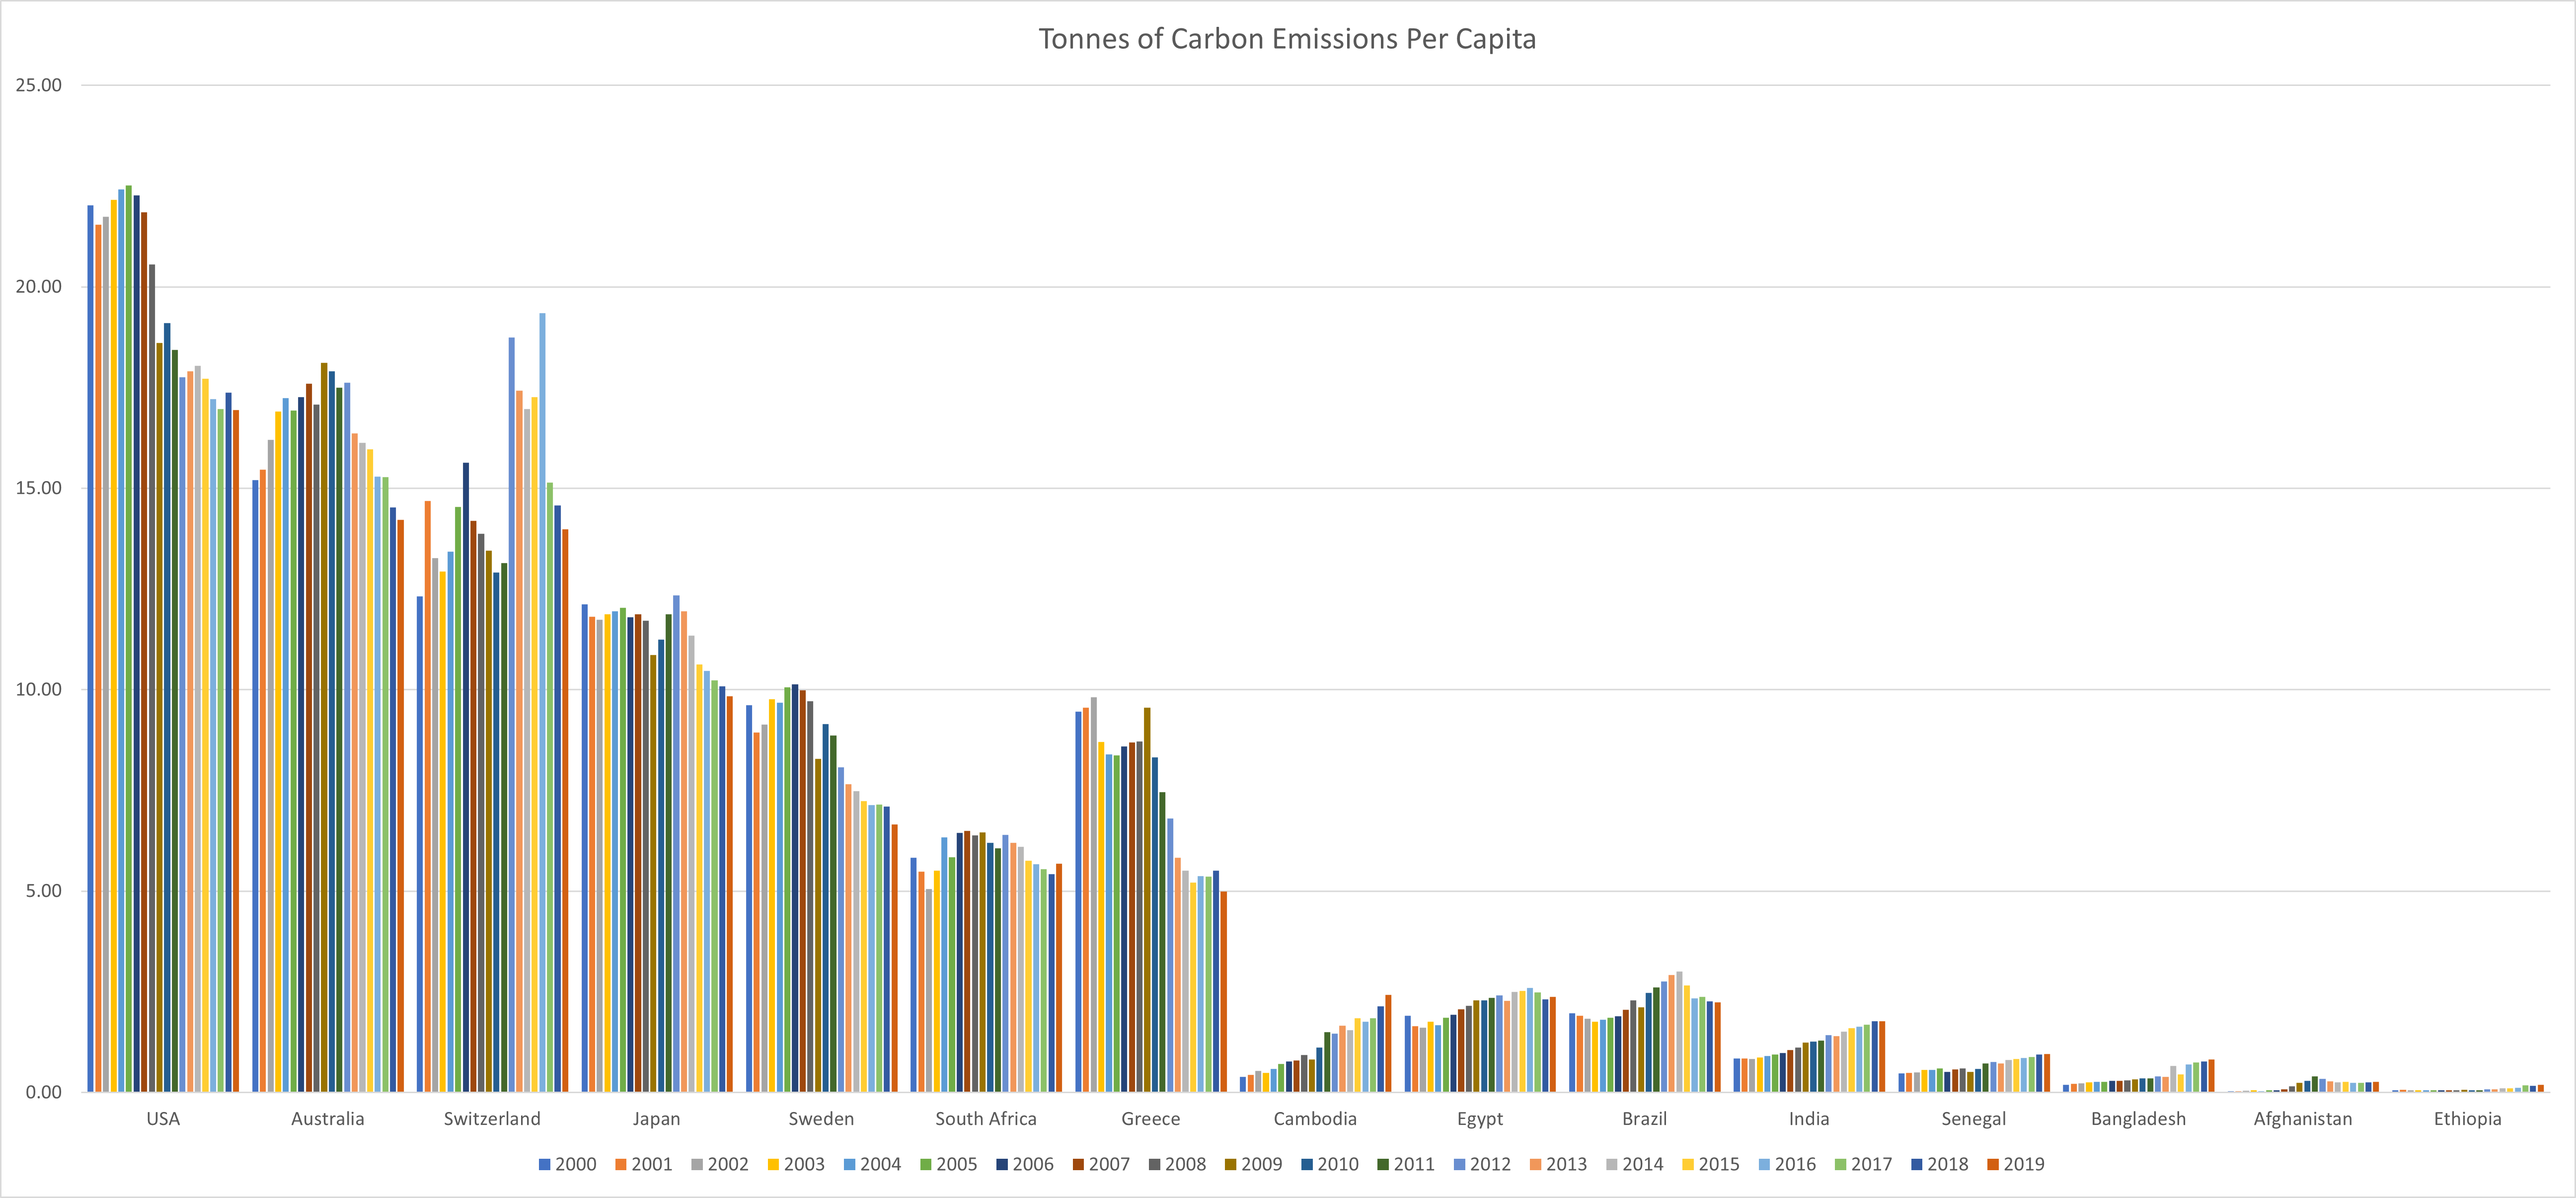 Tonnes of Carbon Emissions Per Capita
25.00
20.00
15.00
10.00
5.00
0.00
USA Australia Switzerland Japan Sweden South Africa Greece Cambodia Egypt Brazil India Senegal Bangladesh Afghanistan Ethiopia
2000 2001 2002 2003 2004 2005 2006 2007 2008 2009 2010 2011 2012 2013 2014 2015 2016 2017 2018 2019